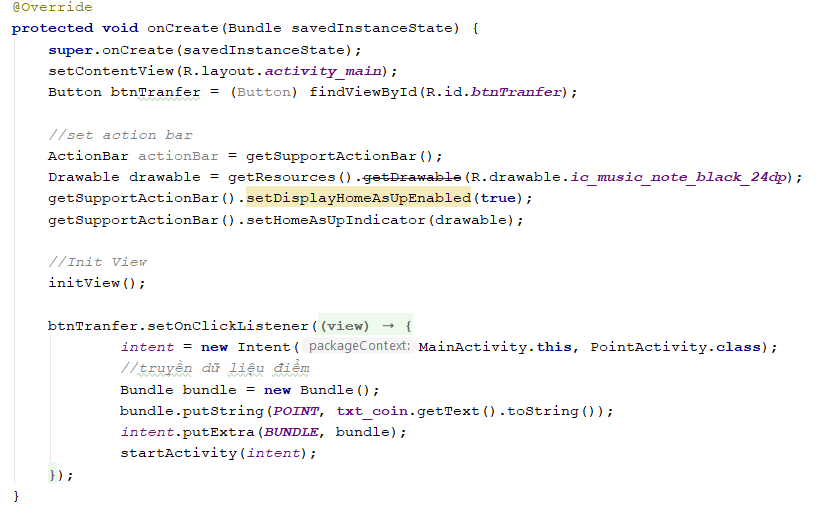 @Override
protected void onCreate(Bundle savedInstanceState) {
super.onCreate(savedInstanceState);
setContentView(R.layout.activity_main);
Button btnTranfer = (Button) findViewById(R.id.btnTranfer);
//set action bar
ActionBar actionBar = getSupportActionBar();
Drawable drawable = getResources().getDrawable(R.drawable.ic_music_note_black_24dp);
getSupportActionBar().setDisplayHomeAsUpEnabled(true);
getSupportActionBar().setHomeAsUpIndicator(drawable);
//Init View
initView();
btnTranfer.setOnClickListener((view) → {
intent = new Intent( packageContext: MainActivity.this, PointActivity.class);
//truyền dữ liệu điểm
Bundle bundle = new Bundle();
bundle.putString(POINT, txt_coin.getText().toString());
intent.putExtra(BUNDLE, bundle);
startActivity(intent);
});
}